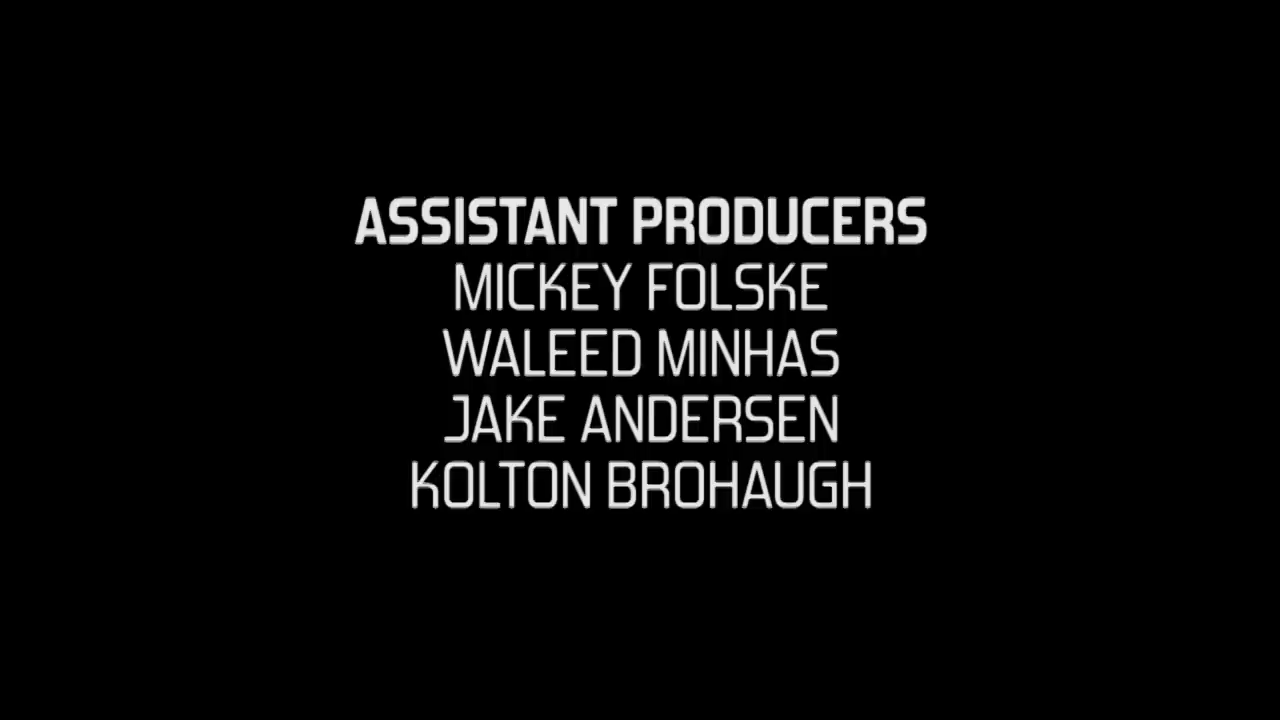 ASSISTANT PRODUCERS
MICKEY FOLSKE
WALEED MINHAS
JAKE ANDERSEN
KOLTON BROHAUGH